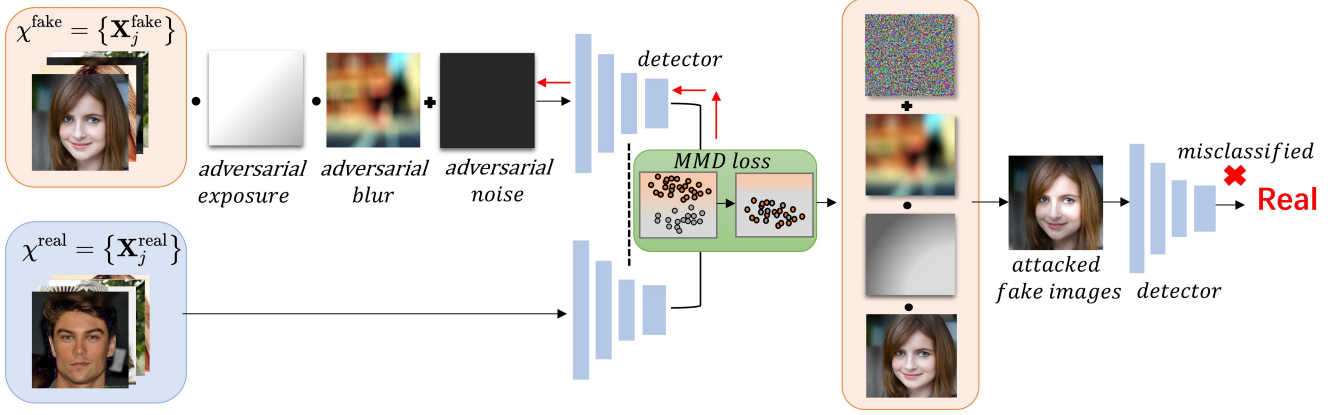 χ^fake = {X_j^fake}
adversarial
exposure
adversarial
blur
adversarial
noise
detector
MMD loss
χ^real = {X_j^real}
attacked
fake images
detector
misclassified
Real